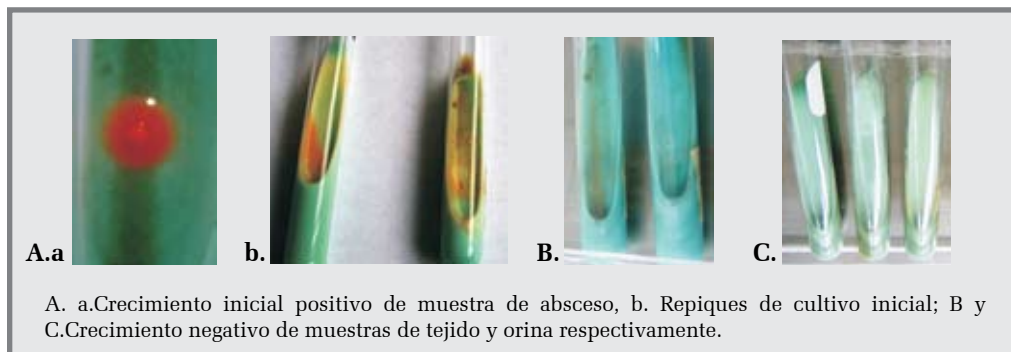 A.a
b.
B.
C.
A. a.Crecimiento inicial positivo de muestra de absceso, b. Repiques de cultivo inicial; B y
C.Crecimiento negativo de muestras de tejido y orina respectivamente.